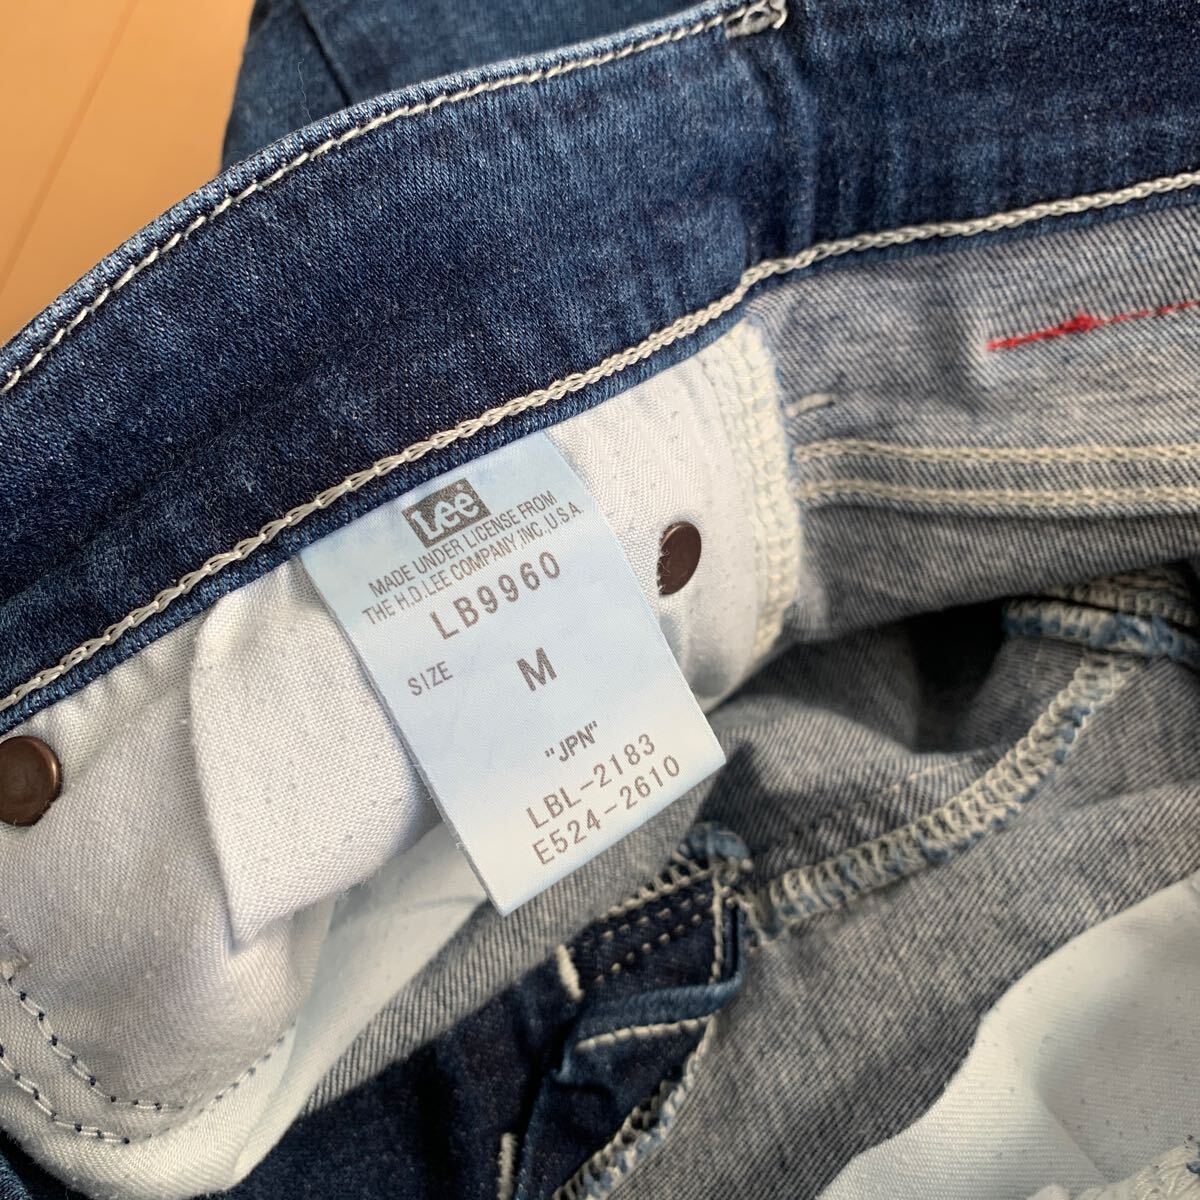 Lee
MADE UNDER LICENSE FROM
THE H.D.LEE COMPANY, INC., U.S.A.
LB9960
SIZE M
"JPN"
LBL-2183
E524-2610